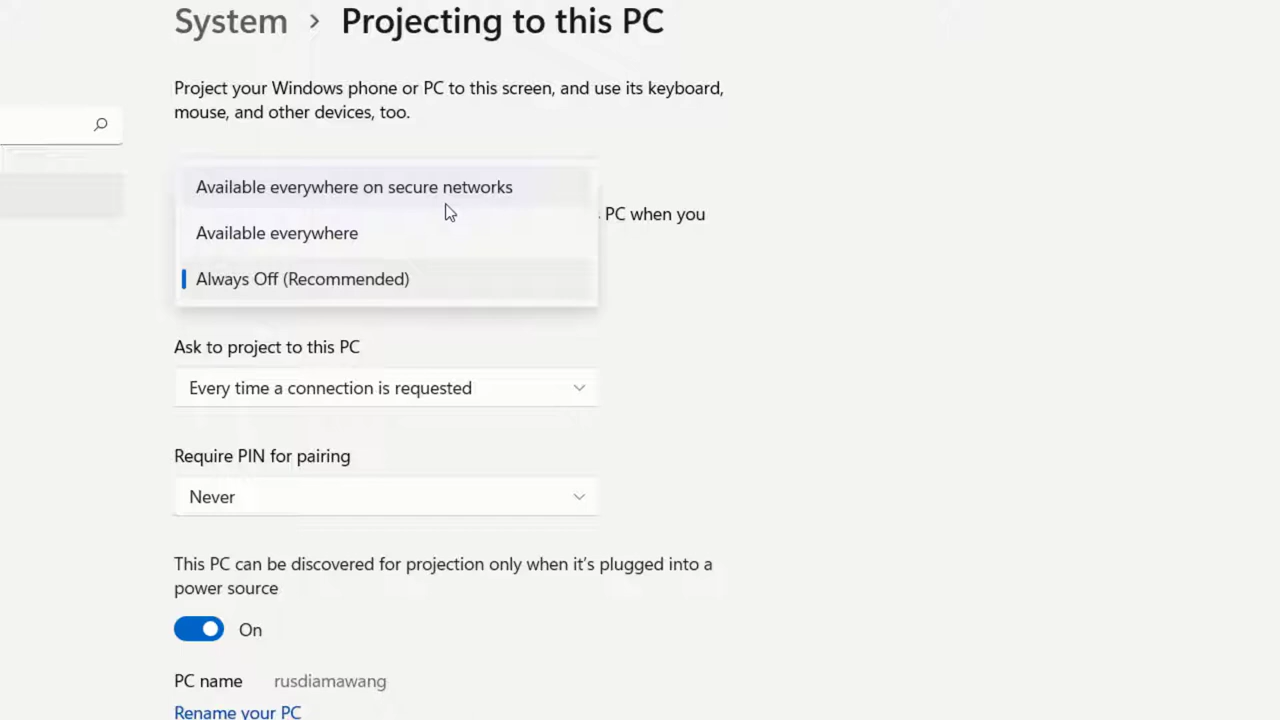 System > Projecting to this PC
Project your Windows phone or PC to this screen, and use its keyboard,
mouse, and other devices, too.
Available everywhere on secure networks
PC when you
Available everywhere
Always Off (Recommended)
Ask to project to this PC
Every time a connection is requested
Require PIN for pairing
Never
This PC can be discovered for projection only when it's plugged into a
power source
On
PC name rusdiamawang
Rename your PC